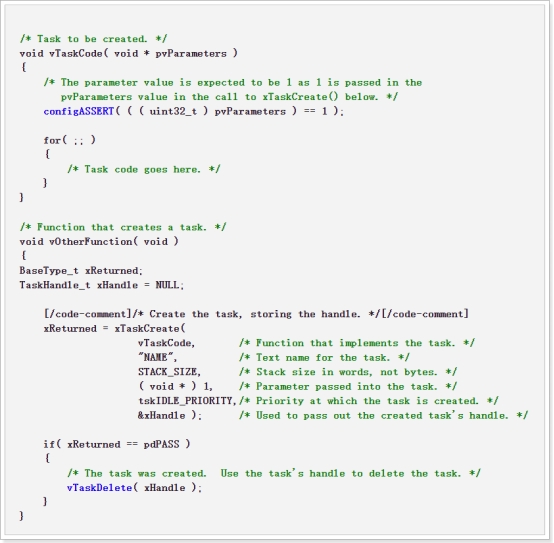 /* Task to be created. */
void vTaskCode( void * pvParameters )
{
    /* The parameter value is expected to be 1 as 1 is passed in the
       pvParameters value in the call to xTaskCreate() below. */
    configASSERT( ( ( uint32_t ) pvParameters ) == 1 );

    for( ;; )
    {
        /* Task code goes here. */
    }
}

/* Function that creates a task. */
void vOtherFunction( void )
{
BaseType_t xReturned;
TaskHandle_t xHandle = NULL;

    [/code-comment]/* Create the task, storing the handle. */[/code-comment]
    xReturned = xTaskCreate(
                    vTaskCode,       /* Function that implements the task. */
                    "NAME",          /* Text name for the task. */
                    STACK_SIZE,      /* Stack size in words, not bytes. */
                    ( void * ) 1,    /* Parameter passed into the task. */
                    tskIDLE_PRIORITY,/* Priority at which the task is created. */
                    &xHandle );      /* Used to pass out the created task's handle. */

    if( xReturned == pdPASS )
    {
        /* The task was created.  Use the task's handle to delete the task. */
        vTaskDelete( xHandle );
    }
}